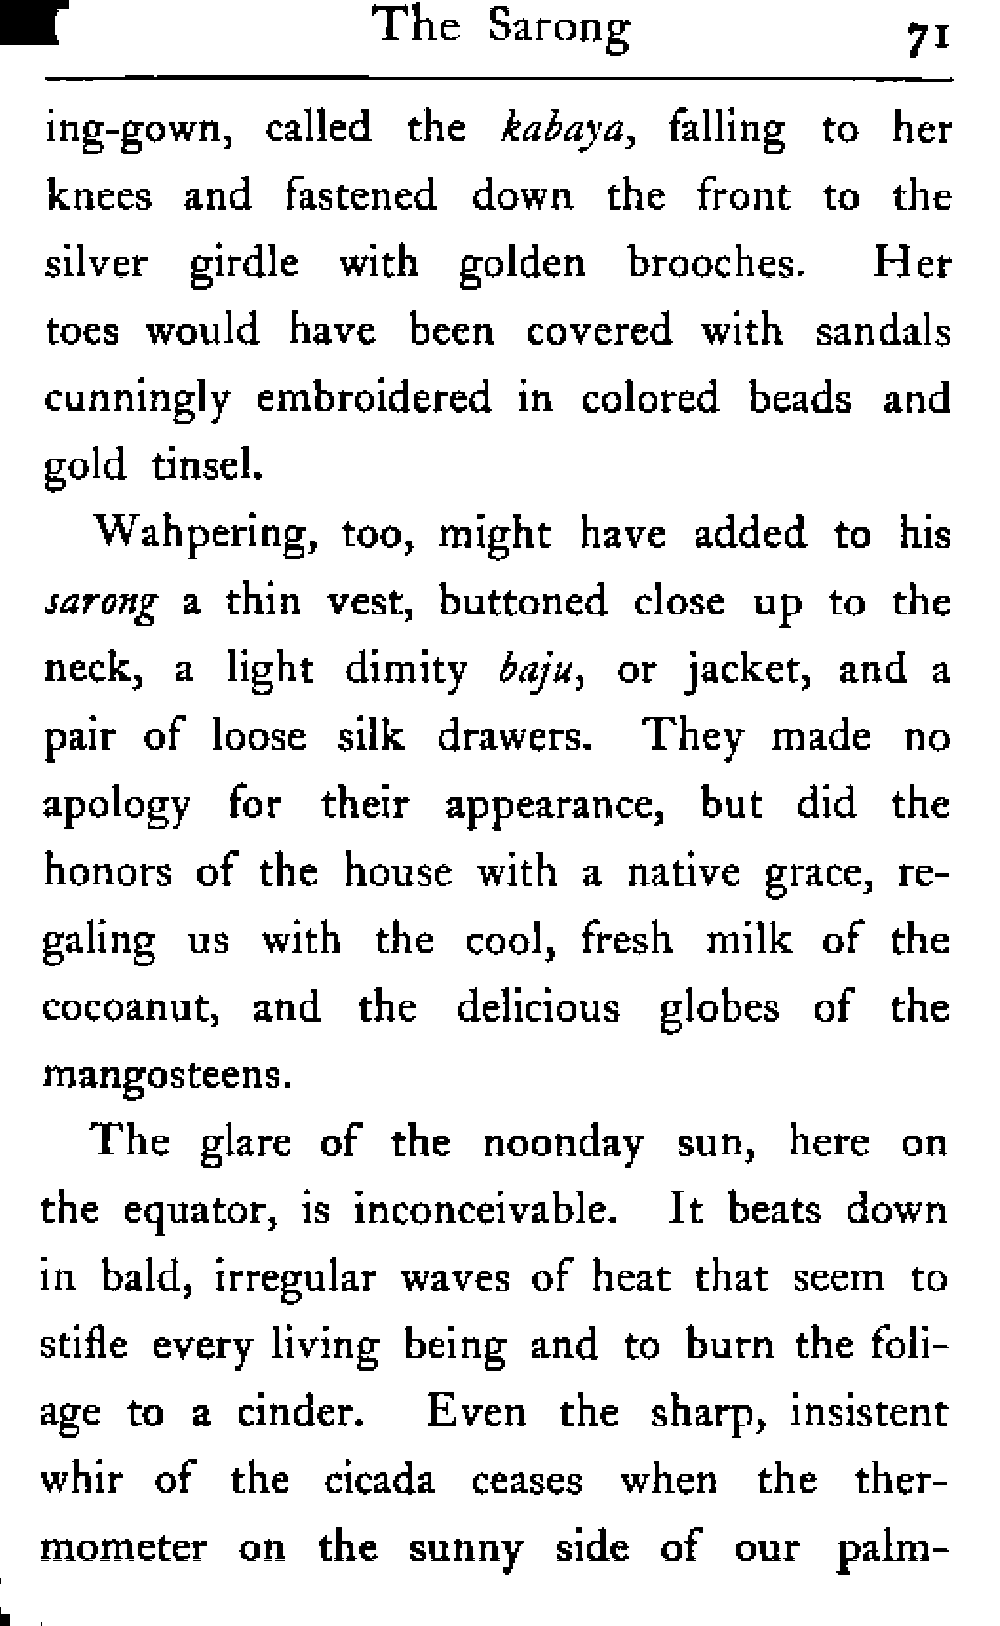 The Sarong 71
ing-gown, called the kabaya, falling to her
knees and fastened down the front to the
silver girdle with golden brooches. Her
toes would have been covered with sandals
cunningly embroidered in colored beads and
gold tinsel.
Wahpering, too, might have added to his
sarong a thin vest, buttoned close up to the
neck, a light dimity baju, or jacket, and a
pair of loose silk drawers. They made no
apology for their appearance, but did the
honors of the house with a native grace, re-
galing us with the cool, fresh milk of the
cocoanut, and the delicious globes of the
mangosteens.
The glare of the noonday sun, here on
the equator, is inconceivable. It beats down
in bald, irregular waves of heat that seem to
stifle every living being and to burn the foli-
age to a cinder. Even the sharp, insistent
whir of the cicada ceases when the ther-
mometer on the sunny side of our palm-